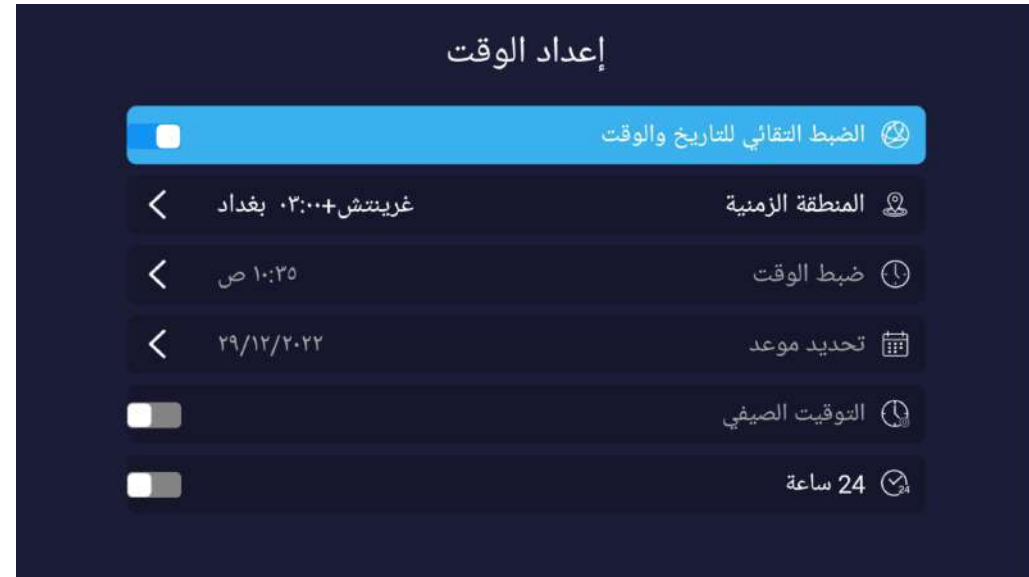 إعداد الوقت
الضبط التقائي للتاريخ والوقت
المنطقة الزمنية غرينتش+٠٣:٠٠ بغداد
ضبط الوقت ١٠:٣٥ ص
تحديد موعد ٢٩/١٢/٢٠٢٢
التوقيت الصيفي
24 ساعة